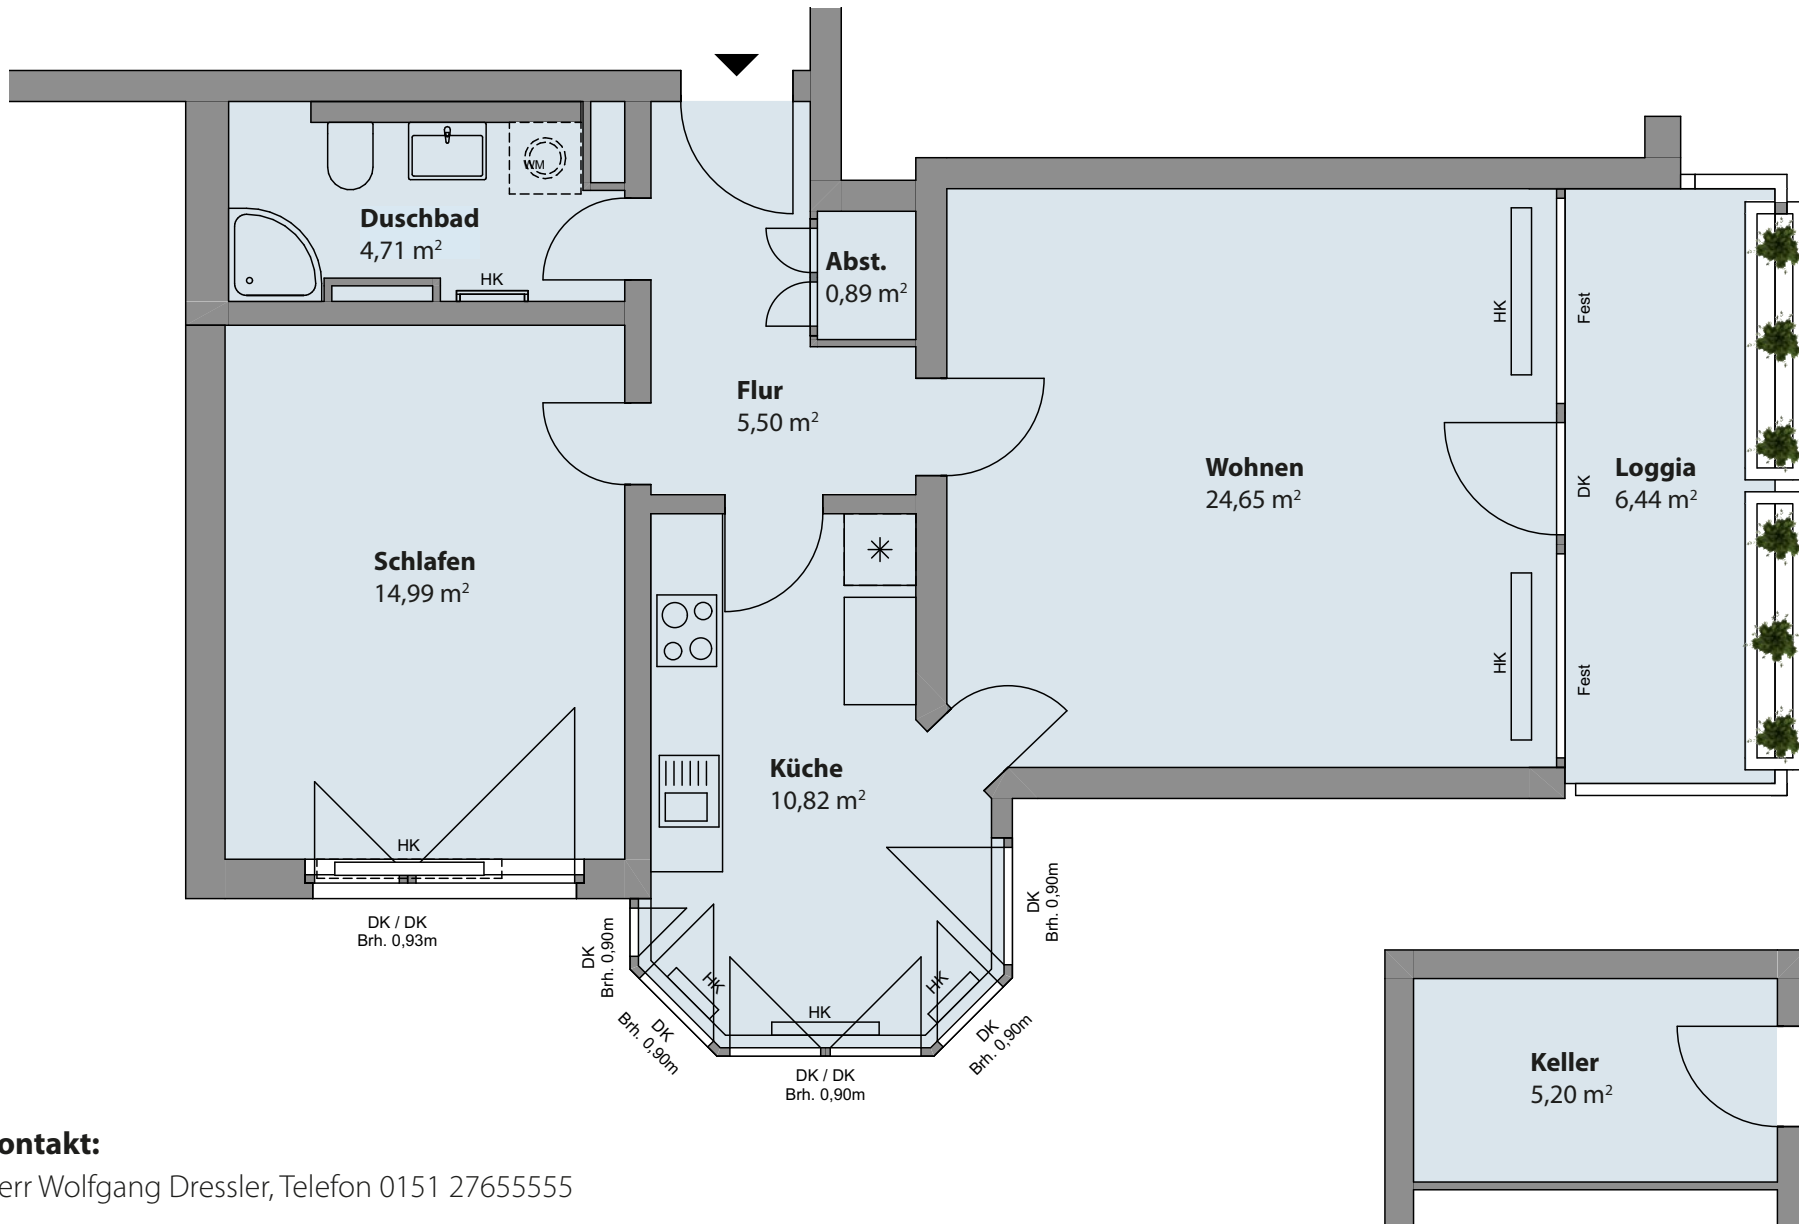 WM
Duschbad
4,71 m²
HK
Abst.
0,89 m²
Flur
5,50 m²
HK
Fest
Wohnen
24,65 m²
DK
Loggia
6,44 m²
Schlafen
14,99 m²
HK
Fest
Küche
10,82 m²
HK
DK / DK
Brh. 0,93m
DK
Brh. 0,90m
HK
DK
Brh. 0,90m
HK
DK / DK
Brh. 0,90m
HK
DK
Brh. 0,90m
DK
Brh. 0,90m
Keller
5,20 m²
ontakt:
err Wolfgang Dressler, Telefon 0151 27655555